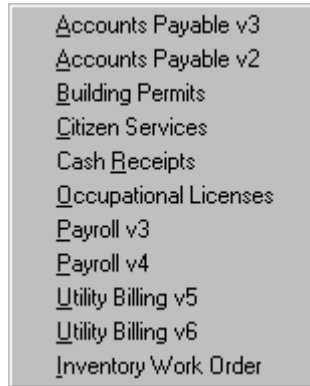 Accounts Payable v3
Accounts Payable v2
Building Permits
Citizen Services
Cash Receipts
Occupational Licenses
Payroll v3
Payroll v4
Utility Billing v5
Utility Billing v6
Inventory Work Order